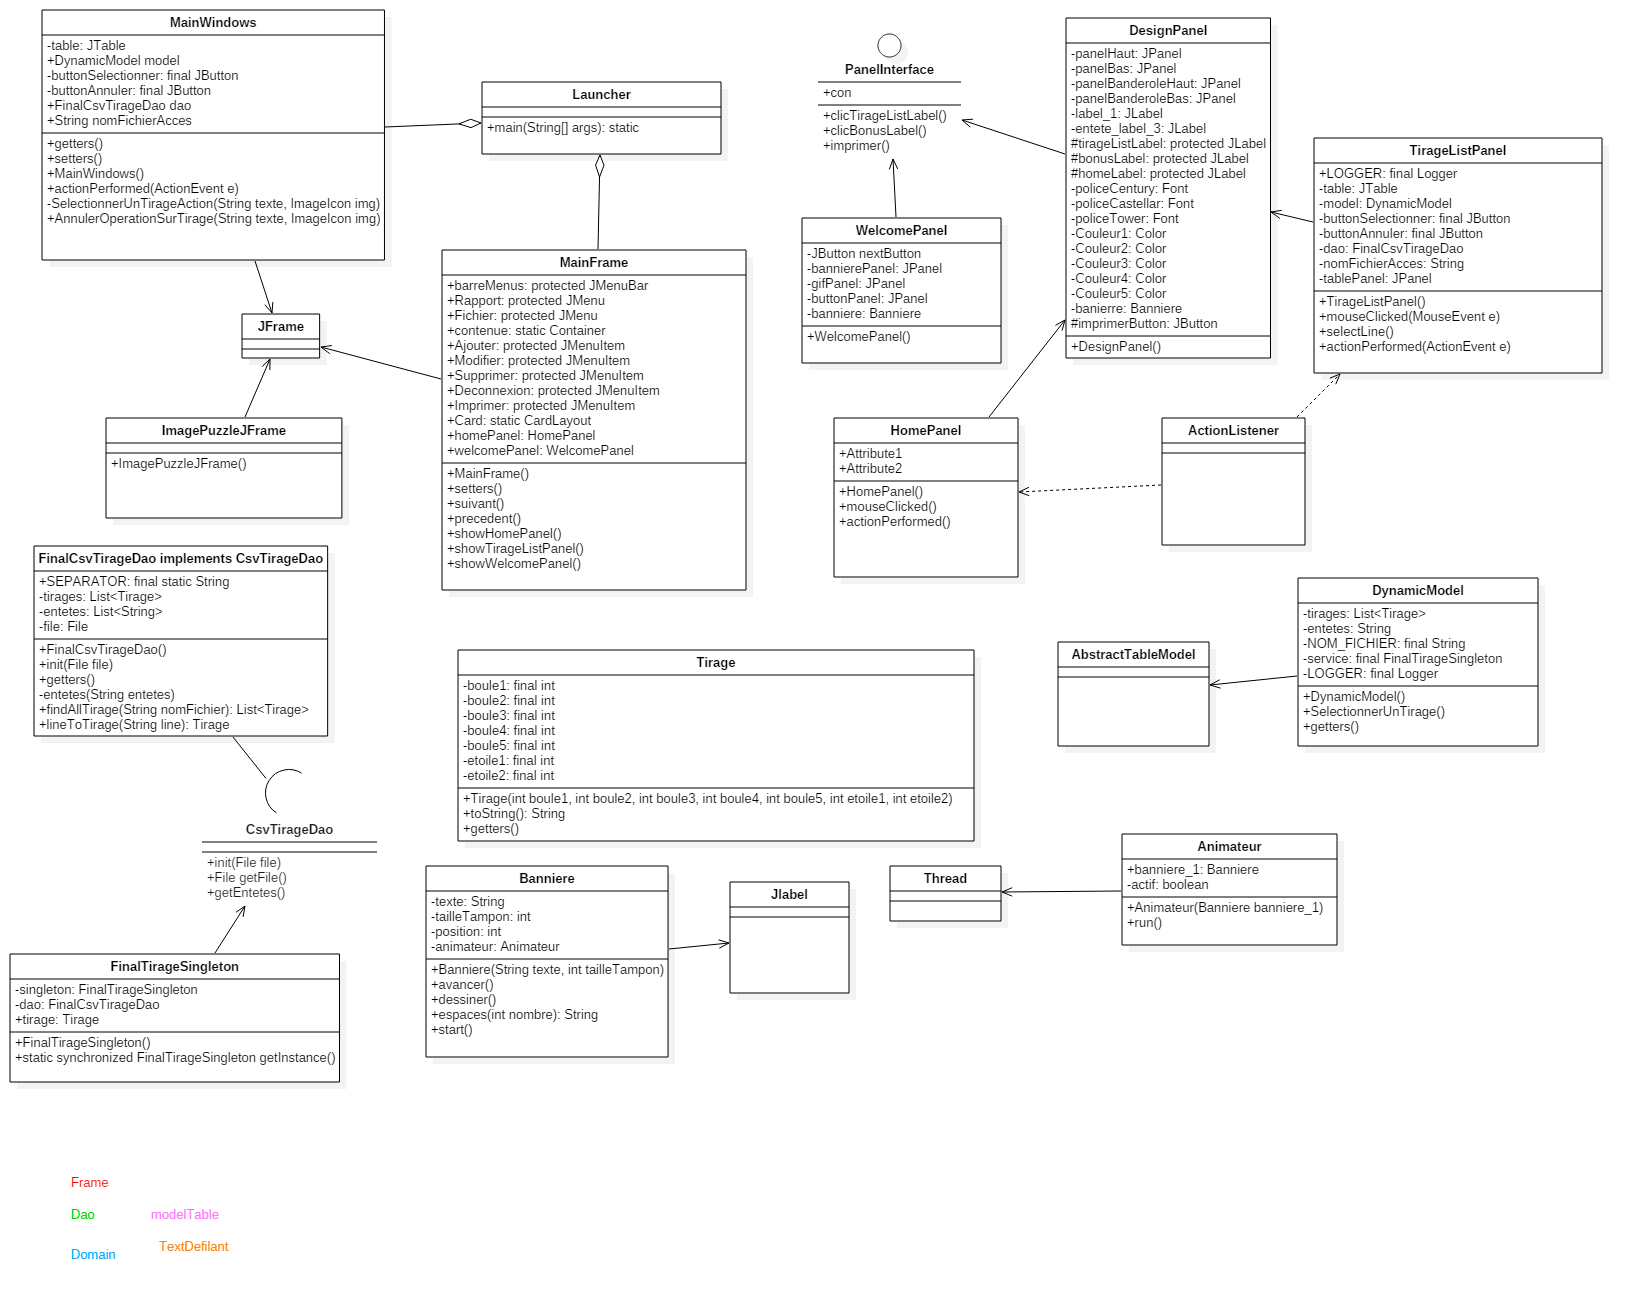 MainWindows
-table: JTable
+DynamicModel model
-buttonSelectionner: final JButton
-buttonAnnuler: final JButton
+FinalCsvTirageDao dao
+String nomFichierAcces
+getters()
+setters()
+MainWindows()
+actionPerformed(ActionEvent e)
-SelectionnerUnTirageAction(String texte, ImageIcon img)
+AnnulerOperationSurTirage(String texte, ImageIcon img)
Launcher
+main(String[] args): static
PanelInterface
+con
+clicTirageListLabel()
+clicBonusLabel()
+imprimer()
DesignPanel
-panelHaut: JPanel
-panelBas: JPanel
-panelBanderoleHaut: JPanel
-panelBanderoleBas: JPanel
-label_1: JLabel
-entete_label_3: JLabel
#tirageListLabel: protected JLabel
#bonusLabel: protected JLabel
#homeLabel: protected JLabel
-policeCentury: Font
-policeCastellar: Font
-policeTower: Font
-Couleur1: Color
-Couleur2: Color
-Couleur3: Color
-Couleur4: Color
-Couleur5: Color
-banierre: Banniere
#imprimerButton: JButton
+DesignPanel()
TirageListPanel
+LOGGER: final Logger
-table: JTable
-model: DynamicModel
-buttonSelectionner: final JButton
-buttonAnnuler: final JButton
-dao: FinalCsvTirageDao
-nomFichierAcces: String
-tablePanel: JPanel
+TirageListPanel()
+mouseClicked(MouseEvent e)
+selectLine()
+actionPerformed(ActionEvent e)
WelcomePanel
-JButton nextButton
-bannierePanel: JPanel
-gifPanel: JPanel
-buttonPanel: JPanel
-banniere: Banniere
+WelcomePanel()
MainFrame
+barreMenus: protected JMenuBar
+Rapport: protected JMenu
+Fichier: protected JMenu
+contenue: static Container
+Ajouter: protected JMenuItem
+Modifier: protected JMenuItem
+Supprimer: protected JMenuItem
+Deconnexion: protected JMenuItem
+Imprimer: protected JMenuItem
+Card: static CardLayout
+homePanel: HomePanel
+welcomePanel: WelcomePanel
+MainFrame()
+setters()
+suivant()
+precedent()
+showHomePanel()
+showTirageListPanel()
+showWelcomePanel()
JFrame
ImagePuzzleJFrame
+ImagePuzzleJFrame()
HomePanel
+Attribute1
+Attribute2
+HomePanel()
+mouseClicked()
+actionPerformed()
ActionListener
FinalCsvTirageDao implements CsvTirageDao
+SEPARATOR: final static String
-tirages: List<Tirage>
-entetes: List<String>
-file: File
+FinalCsvTirageDao()
+init(File file)
+getters()
-entetes(String entetes)
+findAllTirage(String nomFichier): List<Tirage>
+lineToTirage(String line): Tirage
DynamicModel
-tirages: List<Tirage>
-entetes: String
-NOM_FICHIER: final String
-service: final FinalTirageSingleton
-LOGGER: final Logger
+DynamicModel()
+SelectionnerUnTirage()
+getters()
AbstractTableModel
Tirage
-boule1: final int
-boule2: final int
-boule3: final int
-boule4: final int
-boule5: final int
-etoile1: final int
-etoile2: final int
+Tirage(int boule1, int boule2, int boule3, int boule4, int boule5, int etoile1, int etoile2)
+toString(): String
+getters()
CsvTirageDao
+init(File file)
+File getFile()
+getEntetes()
Banniere
-texte: String
-tailleTampon: int
-position: int
-animateur: Animateur
+Banniere(String texte, int tailleTampon)
+avancer()
+dessiner()
+espaces(int nombre): String
+start()
Jlabel
Thread
Animateur
+banniere_1: Banniere
-actif: boolean
+Animateur(Banniere banniere_1)
+run()
FinalTirageSingleton
-singleton: FinalTirageSingleton
-dao: FinalCsvTirageDao
+tirage: Tirage
+FinalTirageSingleton()
+static synchronized FinalTirageSingleton getInstance()
Frame
Dao
modelTable
TextDefilant
Domain